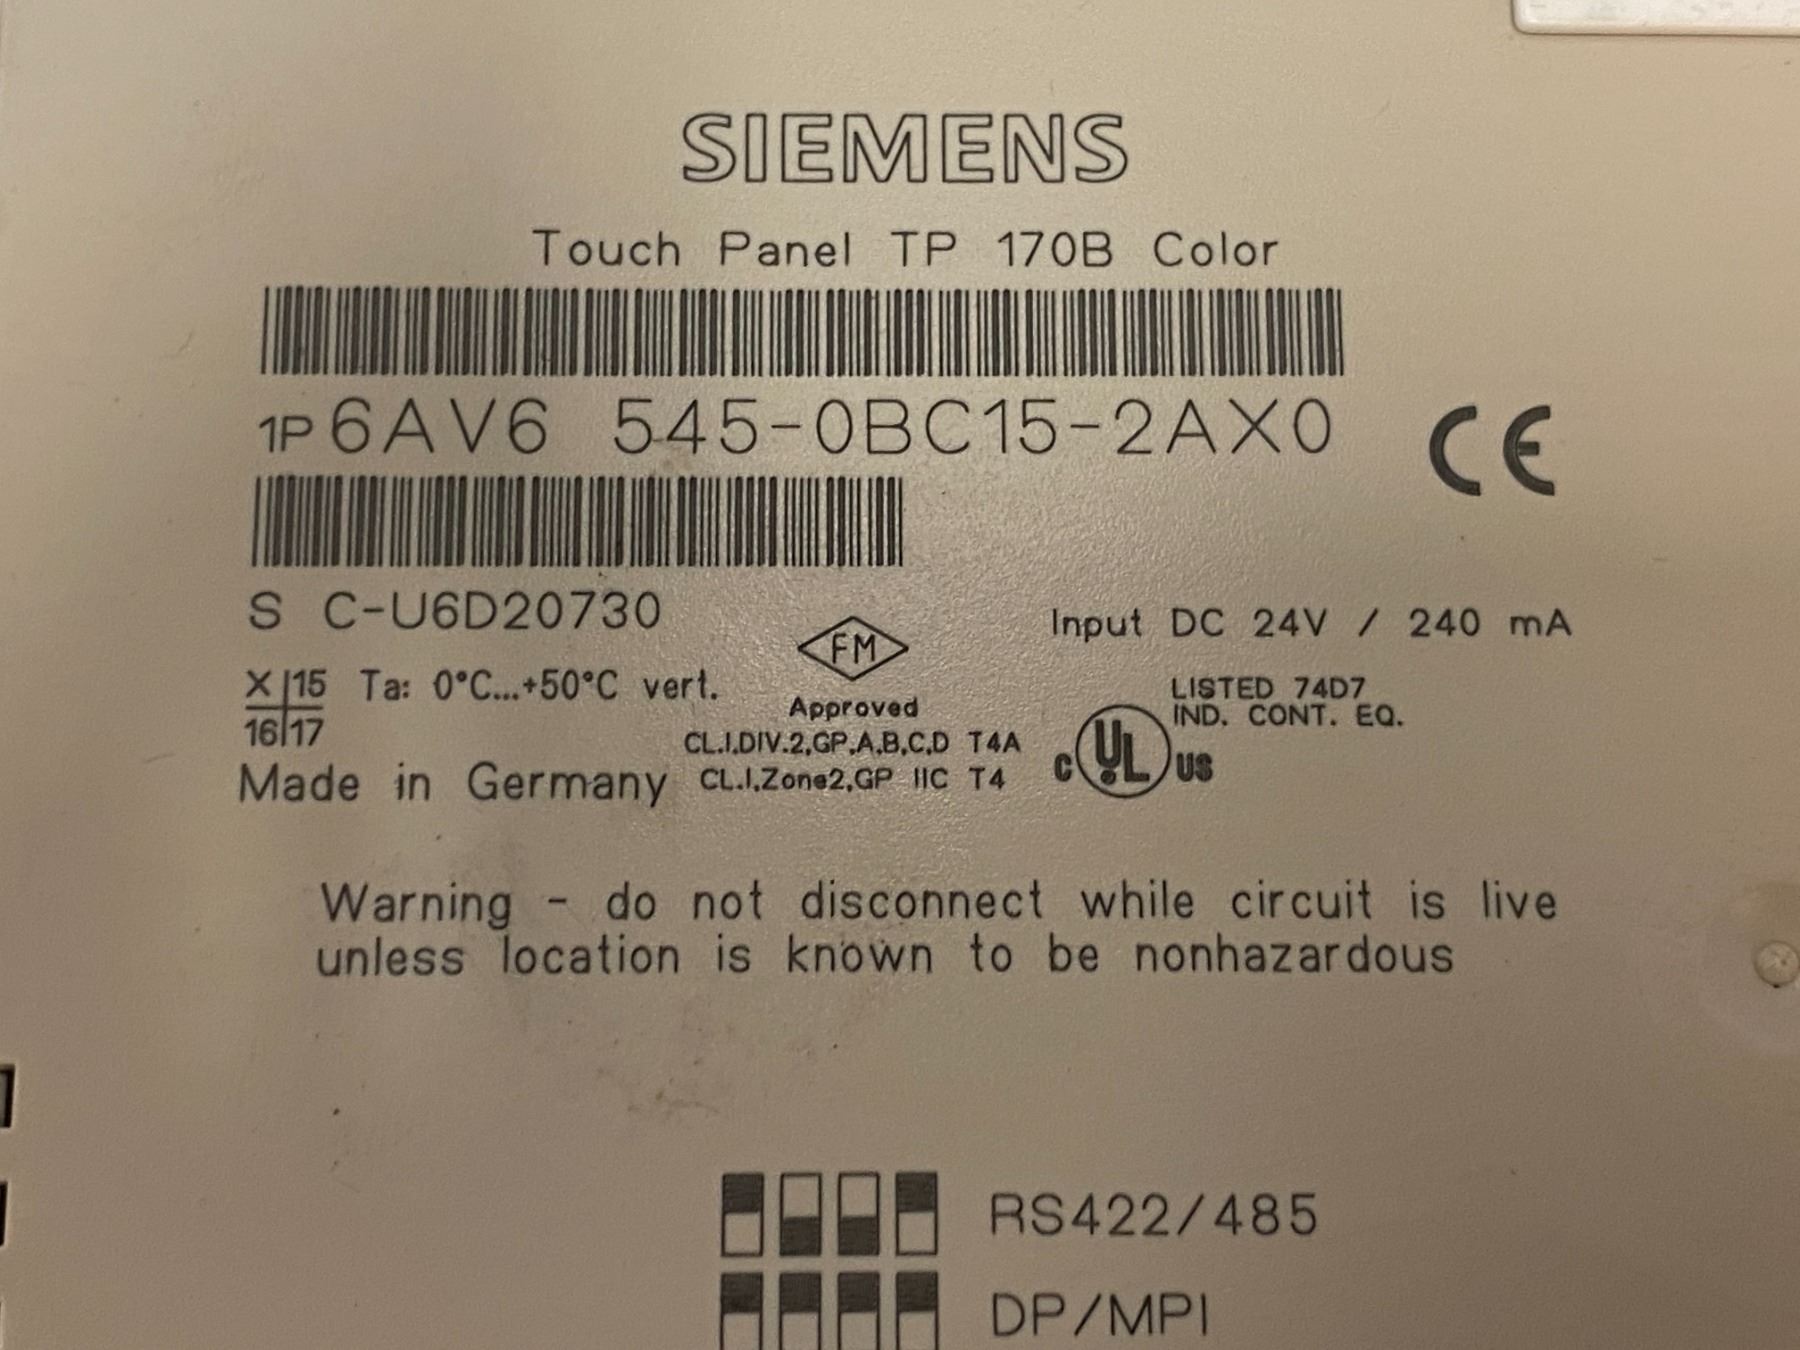 SIEMENS
Touch Panel TP 170B Color
1P 6AV6 545-0BC15-2AX0
CE
S C-U6D20730
Input DC 24V / 240 mA
FM
X 15
16 17
Ta: 0°C...+50°C vert.
Approved
LISTED 74D7
IND. CONT. EQ.
CL.I.DIV.2,GP.A,B,C,D T4A
C UL US
Made in Germany
CL.I,Zone2,GP IIC T4
Warning - do not disconnect while circuit is live
unless location is known to be nonhazardous
RS422/485
DP/MPI